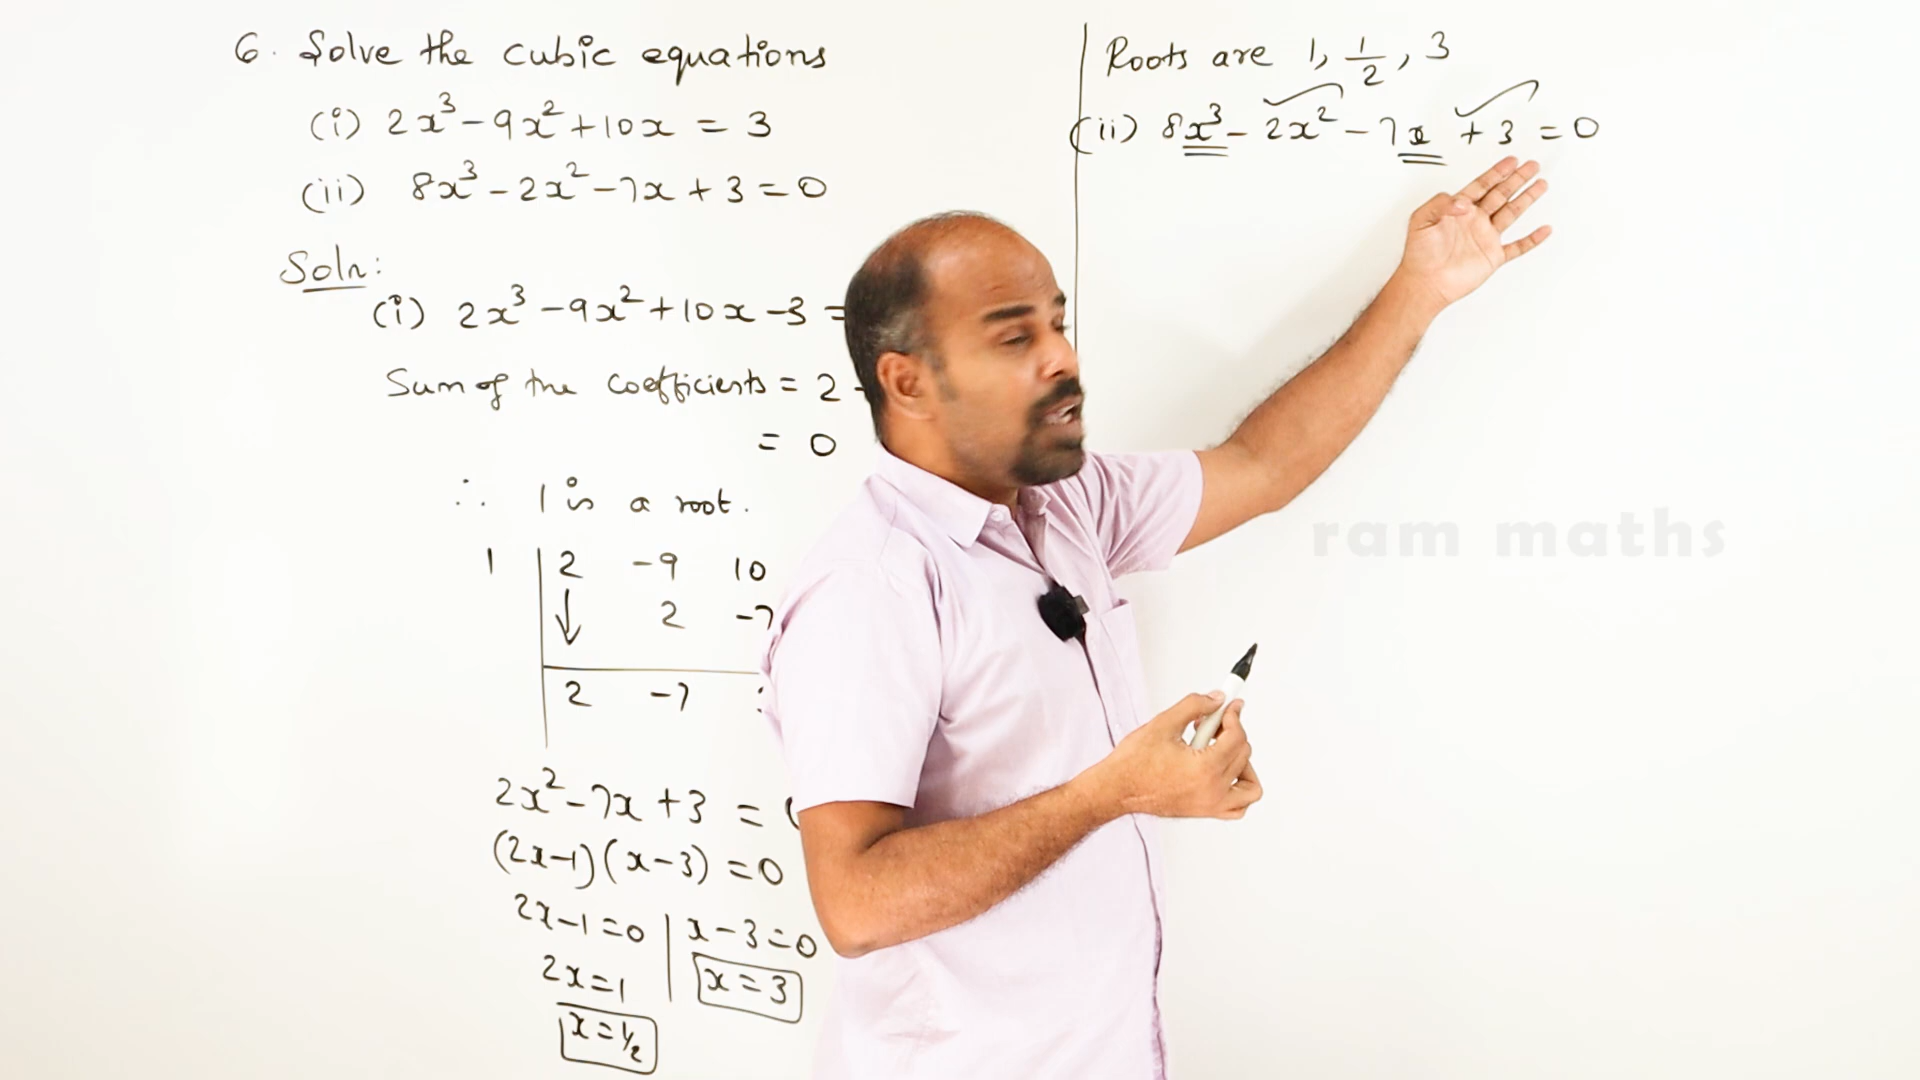 6. Solve the cubic equations
(i) 2x³ - 9x² + 10x = 3
(ii) 8x³ - 2x² - 7x + 3 = 0
Soln:
(i) 2x³ - 9x² + 10x - 3 =
Sum of the coefficients = 2 -
= 0
∴ 1 is a root.
1 | 2 -9 10
↓ 2 -7
2 -7
2x² - 7x + 3 =
(2x-1)(x-3) = 0
2x-1=0 | x-3=0
2x=1 | x=3
x=1/2
Roots are 1, 1/2, 3
(ii) 8x³ - 2x² - 7x + 3 = 0
ram maths